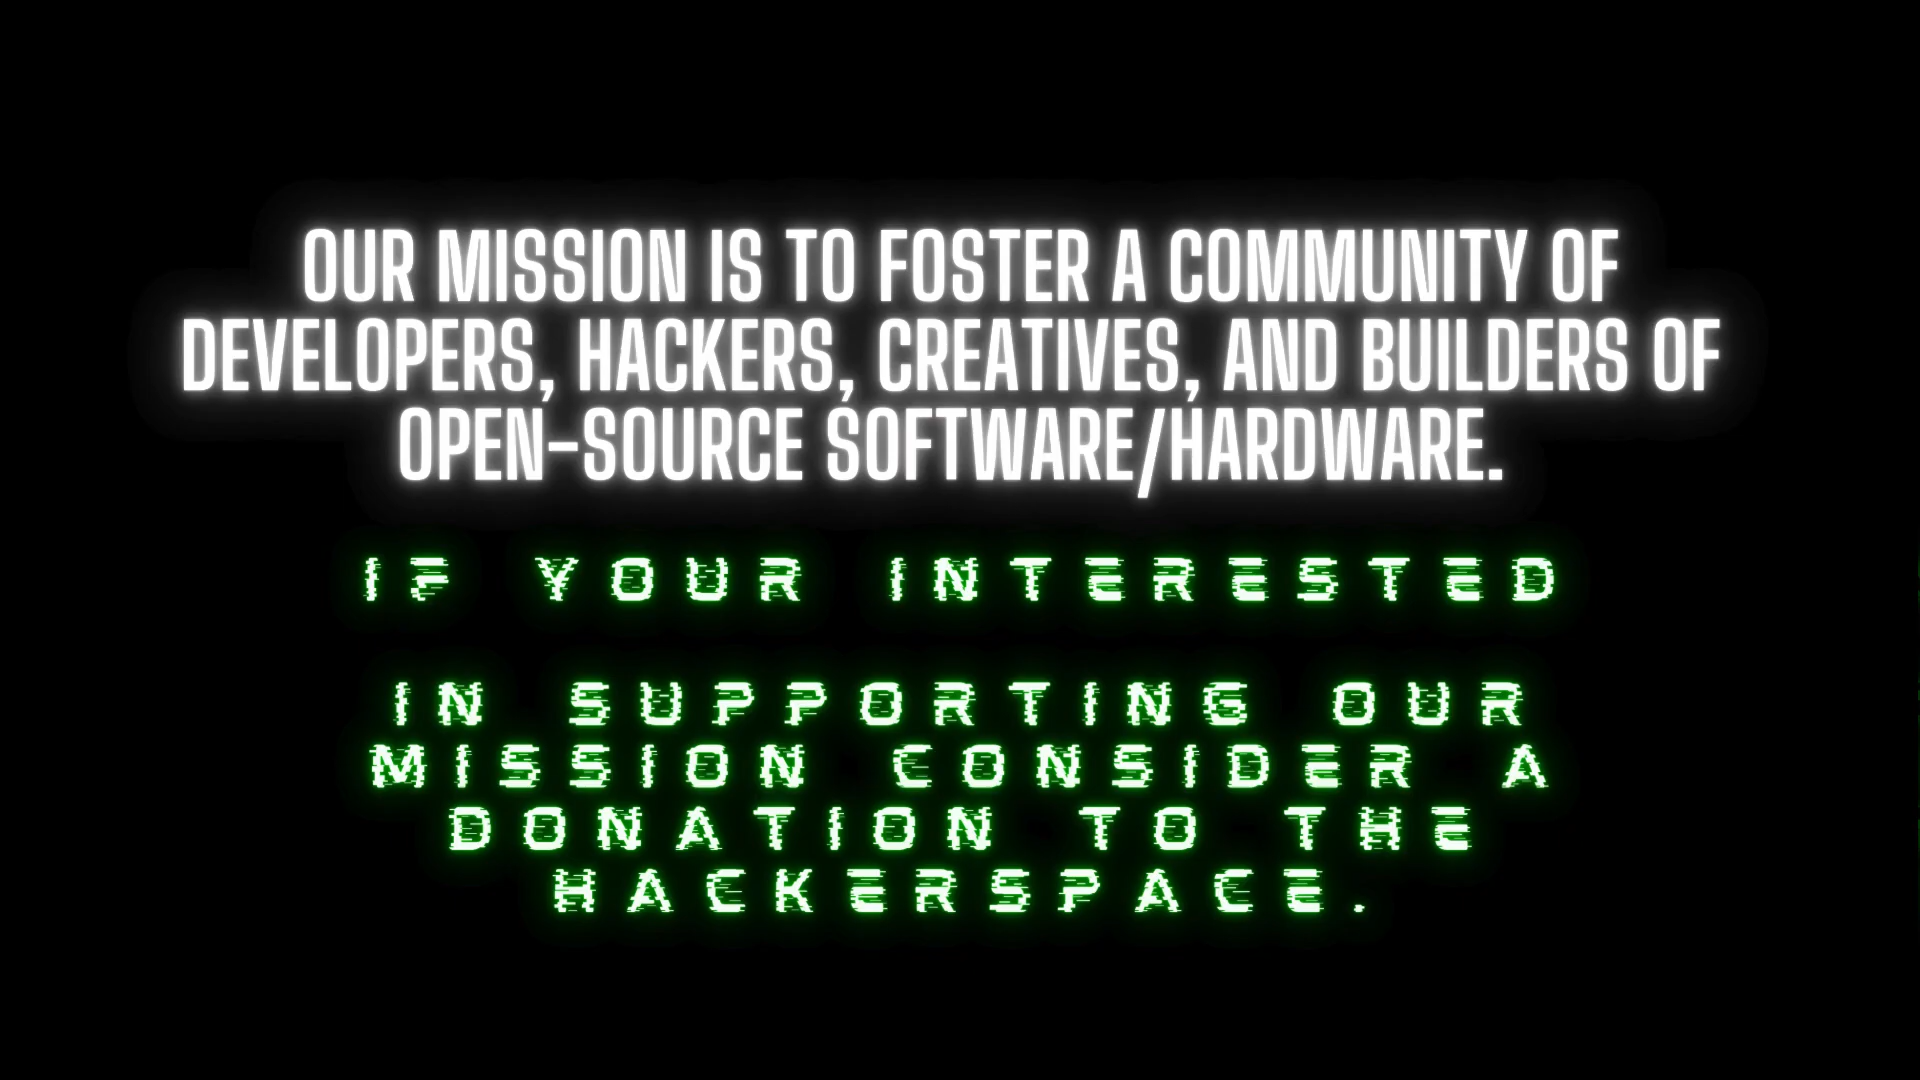 OUR MISSION IS TO FOSTER A COMMUNITY OF
DEVELOPERS, HACKERS, CREATIVES, AND BUILDERS OF
OPEN-SOURCE SOFTWARE/HARDWARE.
IF YOUR INTERESTED
IN SUPPORTING OUR
MISSION CONSIDER A
DONATION TO THE
HACKERSPACE.